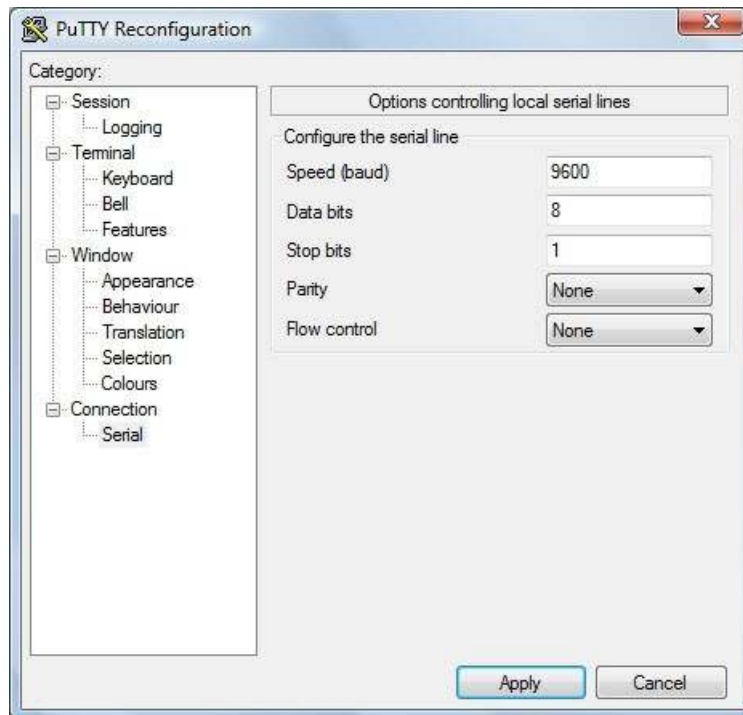 PuTTY Reconfiguration
Category:
Session
Logging
Terminal
Keyboard
Bell
Features
Window
Appearance
Behaviour
Translation
Selection
Colours
Connection
Serial
Options controlling local serial lines
Configure the serial line
Speed (baud) 9600
Data bits 8
Stop bits 1
Parity None
Flow control None
Apply Cancel